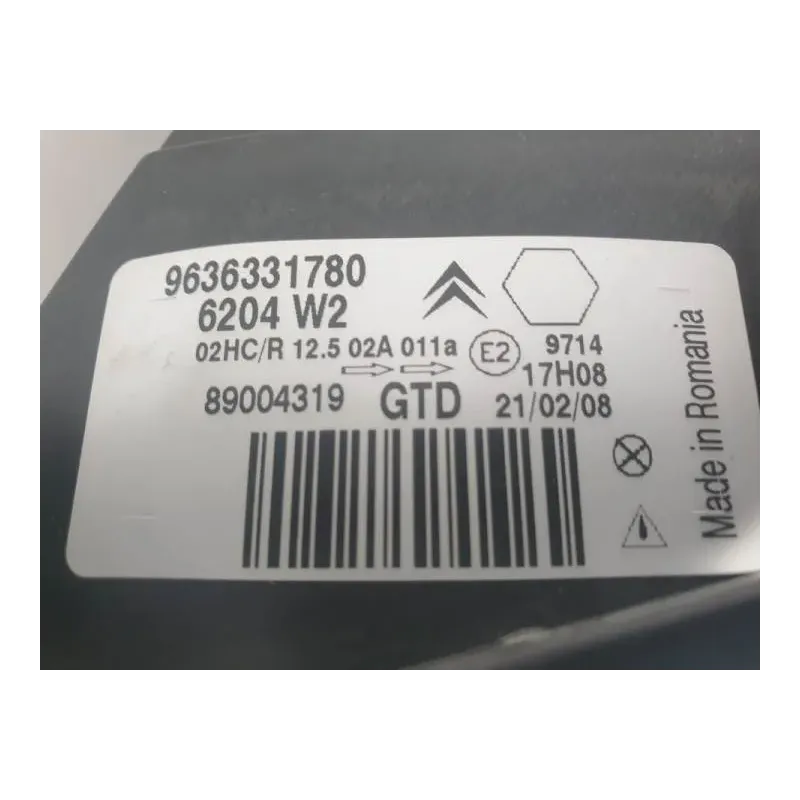 9636331780
6204 W2
02HC/R 12.5 02A 011a E2 9714
17H08
89004319 GTD 21/02/08
Made in Romania